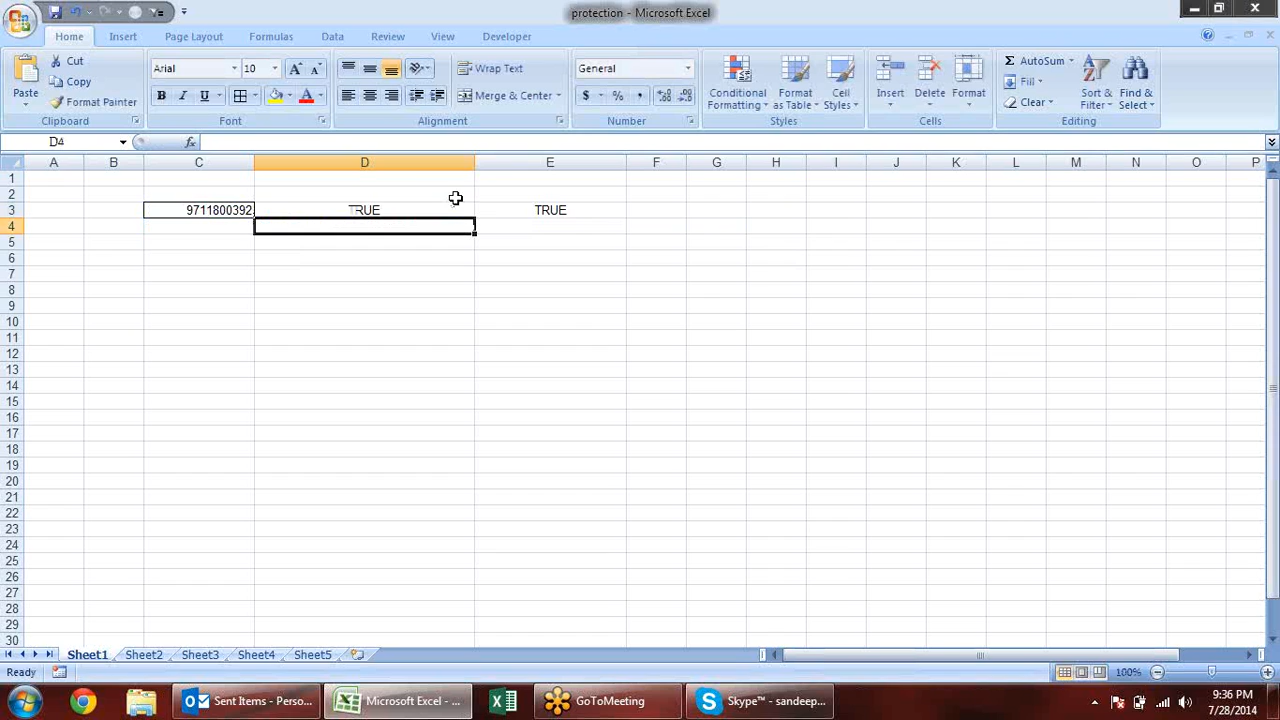 protection - Microsoft Excel
Home Insert Page Layout Formulas Data Review View Developer
Paste Cut Arial 10 Wrap Text General Conditional Formatting Format as Table Cell Styles Insert Delete Format AutoSum Sort & Filter Find & Select
Copy Fill
Format Painter B I U A Merge & Center $ % , Clear
Clipboard Font Alignment Number Styles Cells Editing
D4 fx
A B C D E F G H I J K L M N O P
1
2
3 9711800392 TRUE TRUE
4
5
6
7
8
9
10
11
12
13
14
15
16
17
18
19
20
21
22
23
24
25
26
27
28
29
30
Sheet1 Sheet2 Sheet3 Sheet4 Sheet5
Ready 100%
Sent Items - Perso... Microsoft Excel - ... GoToMeeting Skype™ - sandeep... 9:36 PM
7/28/2014